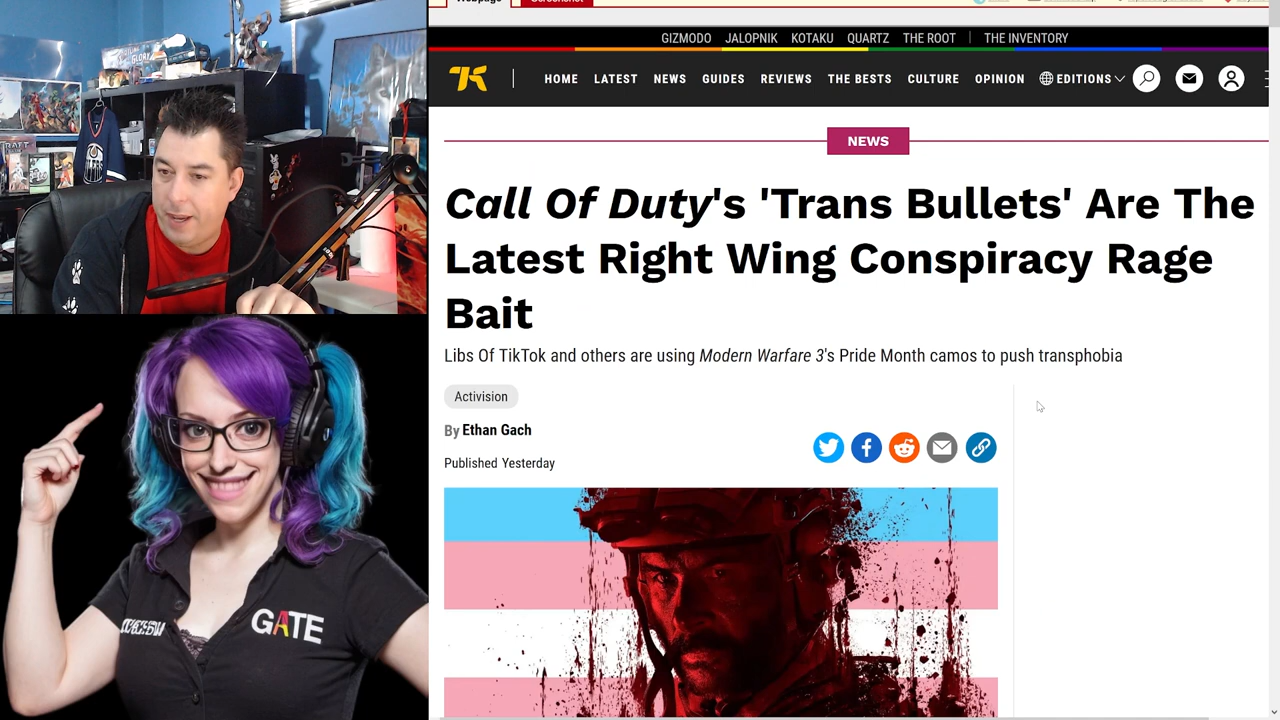 GIZMODO JALOPNIK KOTAKU QUARTZ THE ROOT | THE INVENTORY
HOME LATEST NEWS GUIDES REVIEWS THE BESTS CULTURE OPINION EDITIONS
NEWS
Call Of Duty's 'Trans Bullets' Are The
Latest Right Wing Conspiracy Rage
Bait
Libs Of TikTok and others are using Modern Warfare 3's Pride Month camos to push transphobia
Activision
By Ethan Gach
Published Yesterday
GLORY
GATE